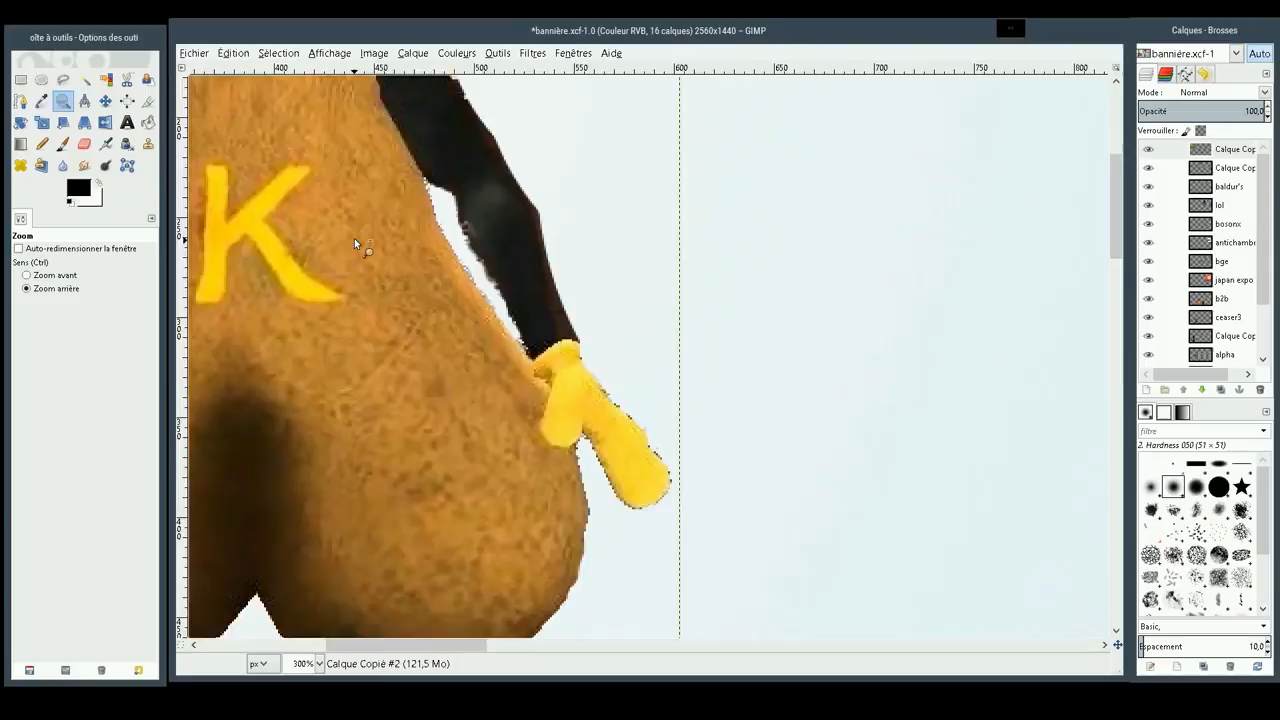 oîte à outils - Options des outi
*bannière.xcf-1.0 (Couleur RVB, 16 calques) 2560x1440 – GIMP
Calques - Brosses
Fichier Édition Sélection Affichage Image Calque Couleurs Outils Filtres Fenêtres Aide
bannière.xcf-1
Auto
400 450 500 550 600 650 700 750 800
Mode : Normal
Opacité 100,0
Verrouiller :
Calque Cop
Calque Cop
baldur's
lol
bosonx
antichambr
bge
japan expo
b2b
ceaser3
Calque Cop
alpha
Zoom
Auto-redimensionner la fenêtre
Sens (Ctrl)
Zoom avant
Zoom arrière
K
filtre
2. Hardness 050 (51 × 51)
Basic,
Espacement 10,0
px 300% Calque Copié #2 (121,5 Mo)